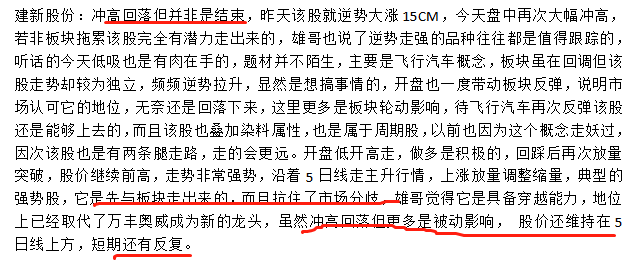 建新股份：冲高回落但并非是结束，昨天该股就逆势大涨 15CM，今天盘中再次大幅冲高，
若非板块拖累该股完全有潜力走出来的，雄哥也说了逆势走强的品种往往都是值得跟踪的，
听话的今天低吸也是有肉在手的，题材并不陌生，主要是飞行汽车概念，板块虽在回调但该
股走势却较为独立，频频逆势拉升，显然是想搞事情的，开盘也一度带动板块反弹，说明市
场认可它的地位，无奈还是回落下来，这里更多是板块轮动影响，待飞行汽车再次反弹该股
还是能够上去的，而且该股也叠加染料属性，也是属于周期股，以前也因为这个概念走妖过，
因次该股也是有两条腿走路，走的会更远。开盘低开高走，做多是积极的，回踩后再次放量
突破，股价继续前高，走势非常强势，沿着 5 日线走主升行情，上涨放量调整缩量，典型的
强势股，它是先与板块走出来的，而且抗住了市场分歧。雄哥觉得它是具备穿越能力，地位
上已经取代了万丰奥威成为新的龙头，虽然冲高回落但更多是被动影响， 股价还维持在 5
日线上方，短期还有反复。